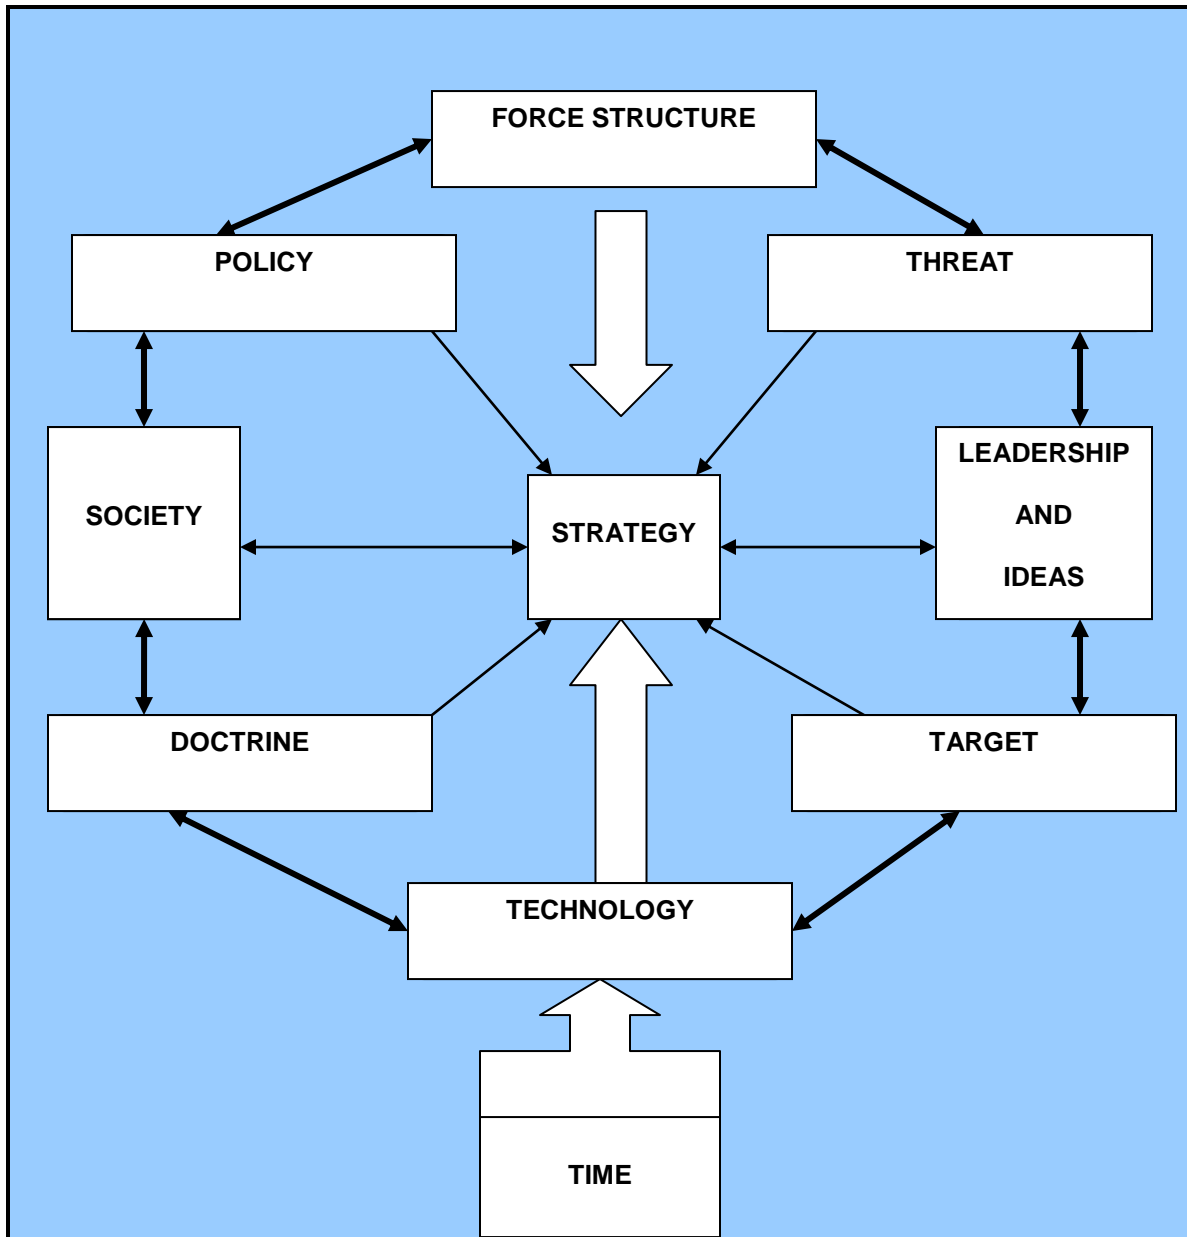 FORCE STRUCTURE
POLICY
THREAT
SOCIETY
STRATEGY
LEADERSHIP
AND
IDEAS
DOCTRINE
TARGET
TECHNOLOGY
TIME